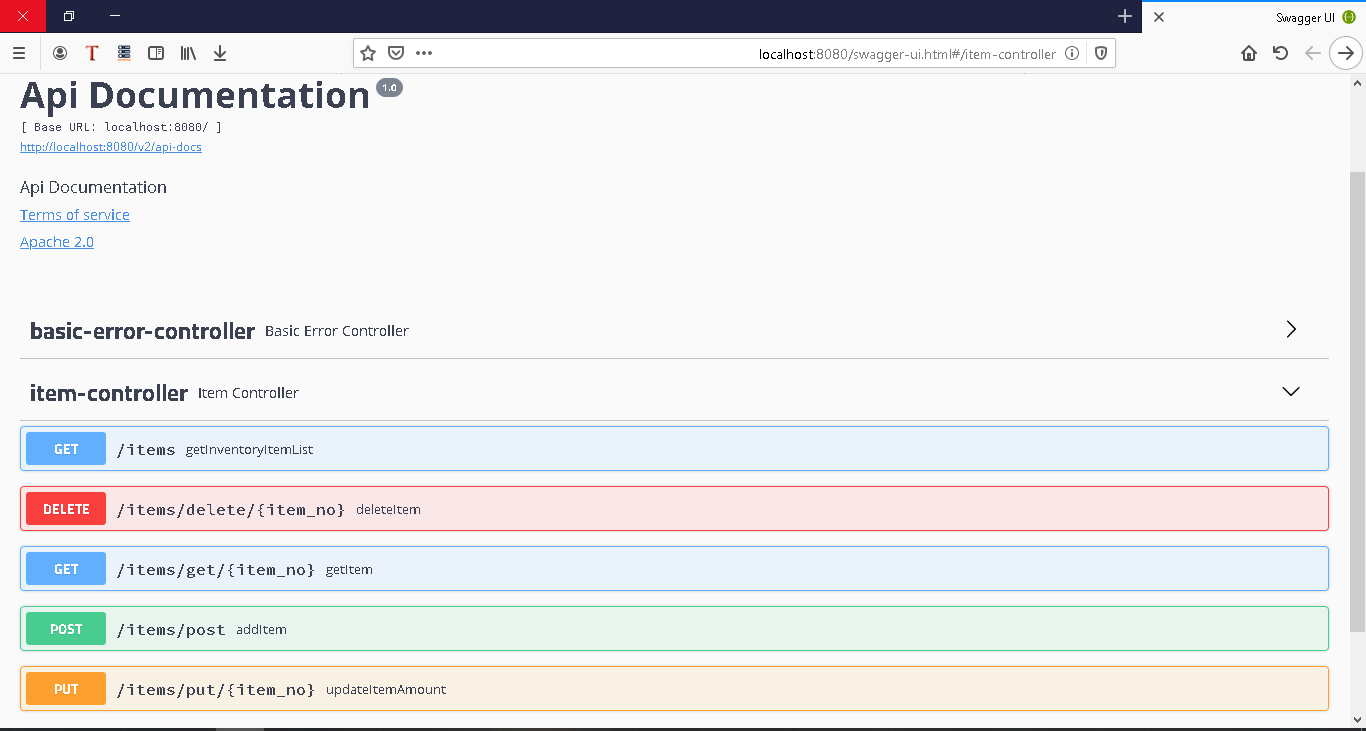 Swagger UI
localhost:8080/swagger-ui.html#/item-controller
Api Documentation 1.0
[ Base URL: localhost:8080/ ]
http://localhost:8080/v2/api-docs
Api Documentation
Terms of service
Apache 2.0
basic-error-controller Basic Error Controller
item-controller Item Controller
GET /items getInventoryItemList
DELETE /items/delete/{item_no} deleteItem
GET /items/get/{item_no} getItem
POST /items/post addItem
PUT /items/put/{item_no} updateItemAmount